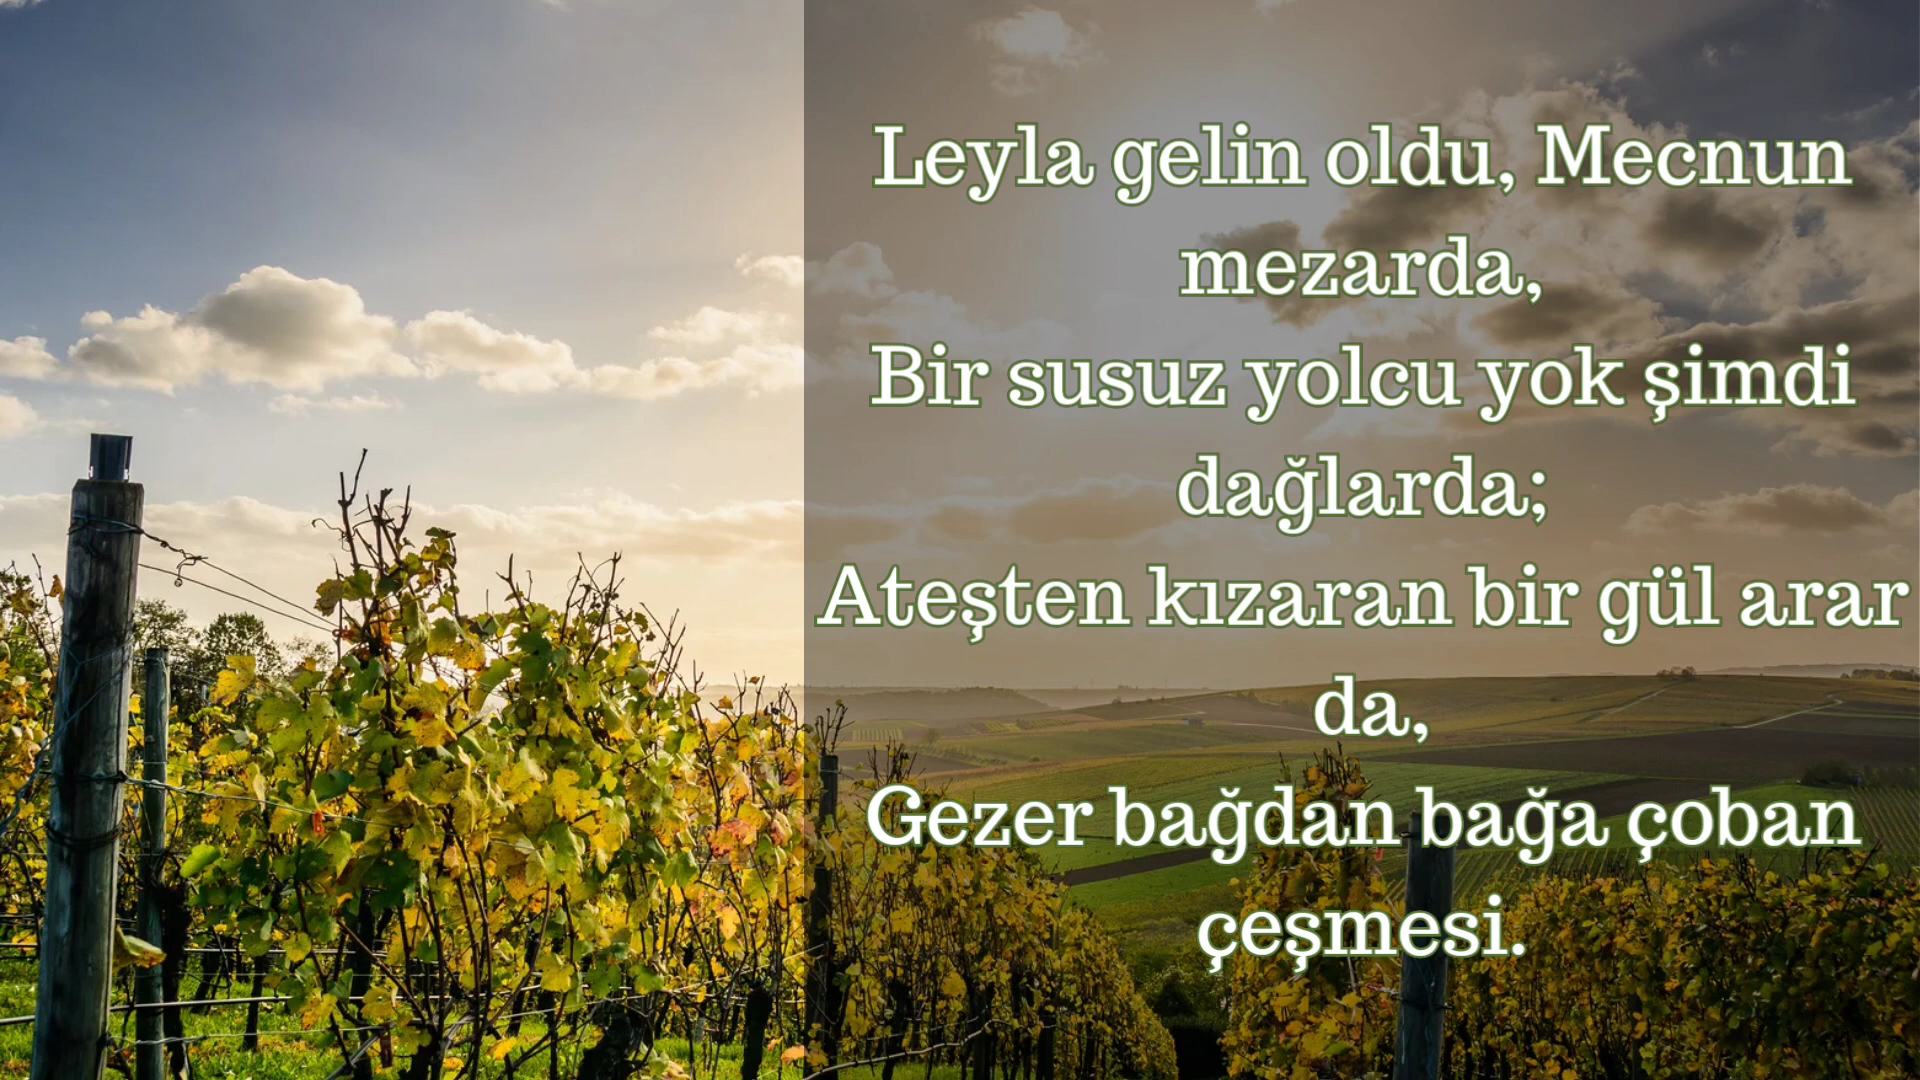 Leyla gelin oldu, Mecnun
mezarda,
Bir susuz yolcu yok şimdi
dağlarda;
Ateşten kızaran bir gül arar
da,
Gezer bağdan bağa çoban
çeşmesi.